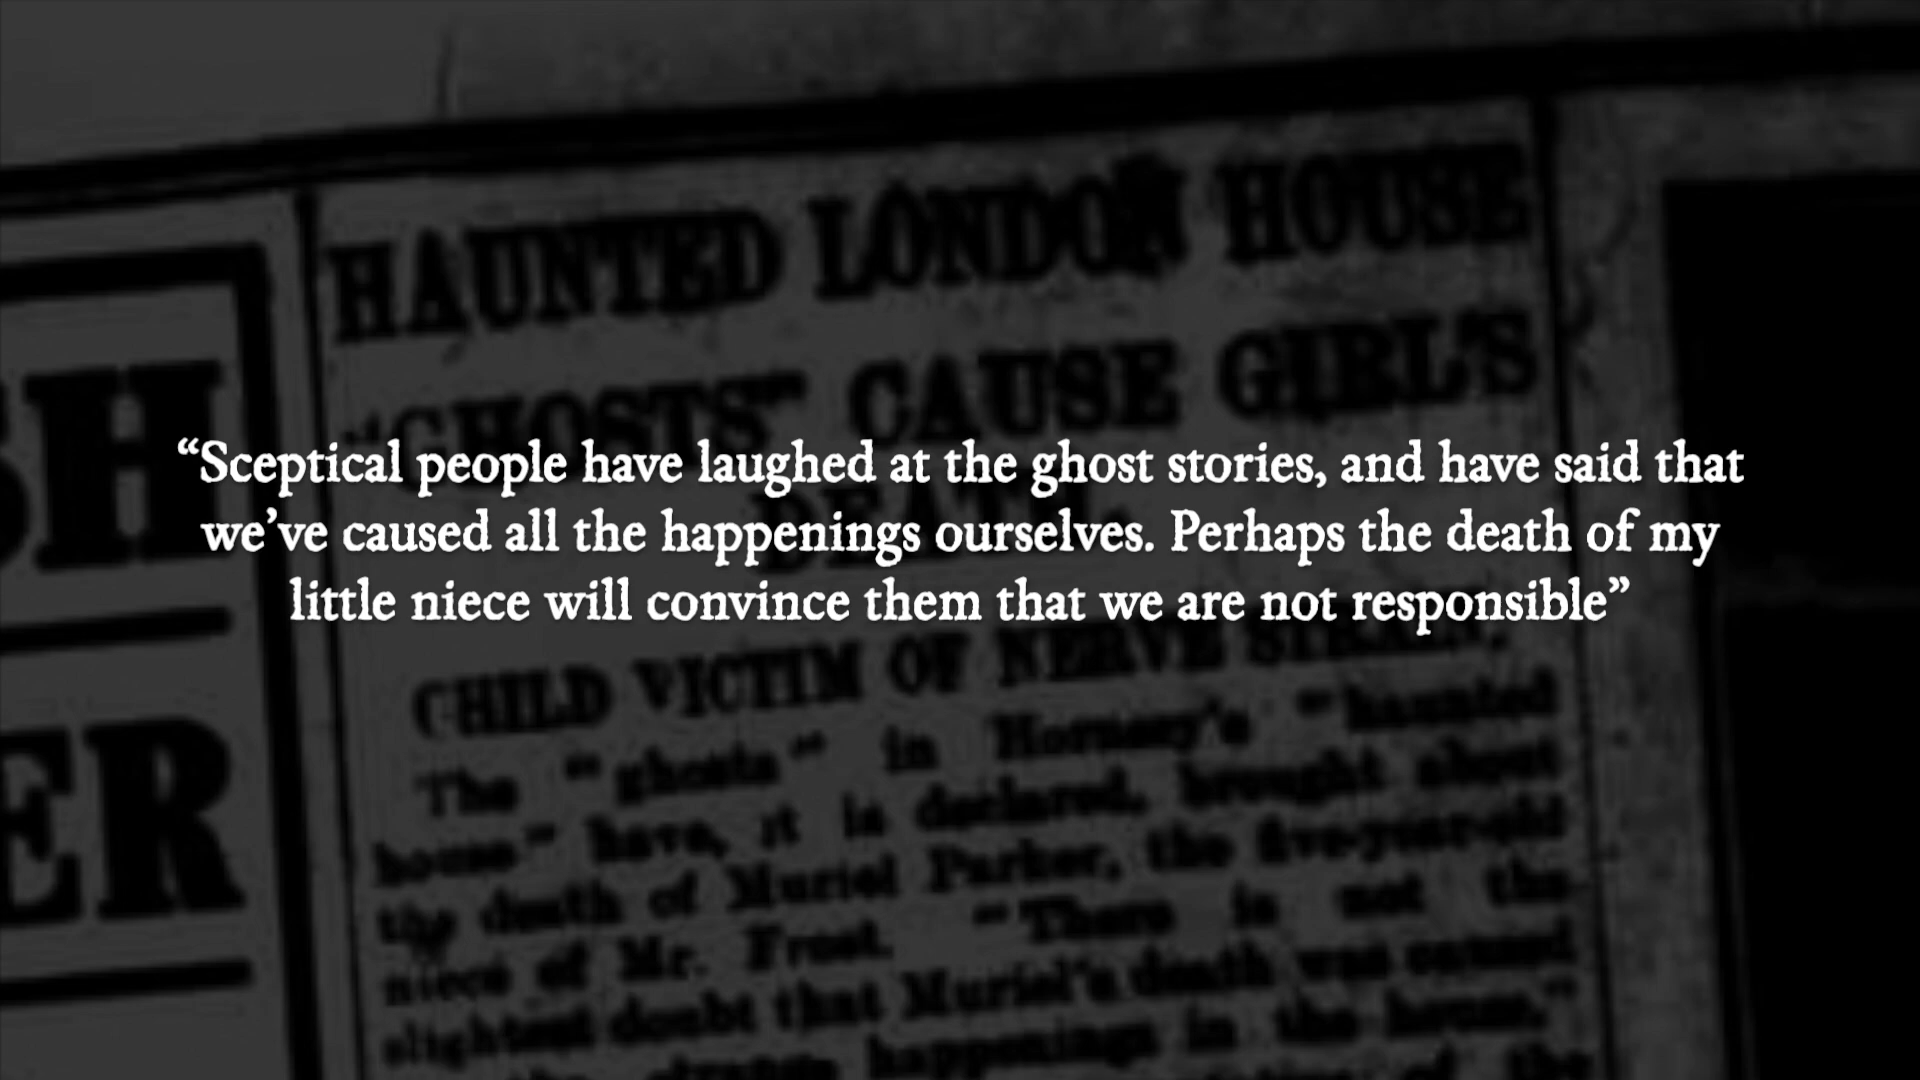 HAUNTED LONDON HOUSE
"GHOSTS" CAUSE GIRL'S
DEATH.
“Sceptical people have laughed at the ghost stories, and have said that
we’ve caused all the happenings ourselves. Perhaps the death of my
little niece will convince them that we are not responsible”
CHILD VICTIM OF NERVE STRAIN.
The "ghosts" in Hornsey's "haunted
house" have, it is declared, brought about
the death of Muriel Parker, the five-year-old
niece of Mr. Frost. "There is not the
slightest doubt that Muriel's death was caused
happenings in the house."
SH
ER